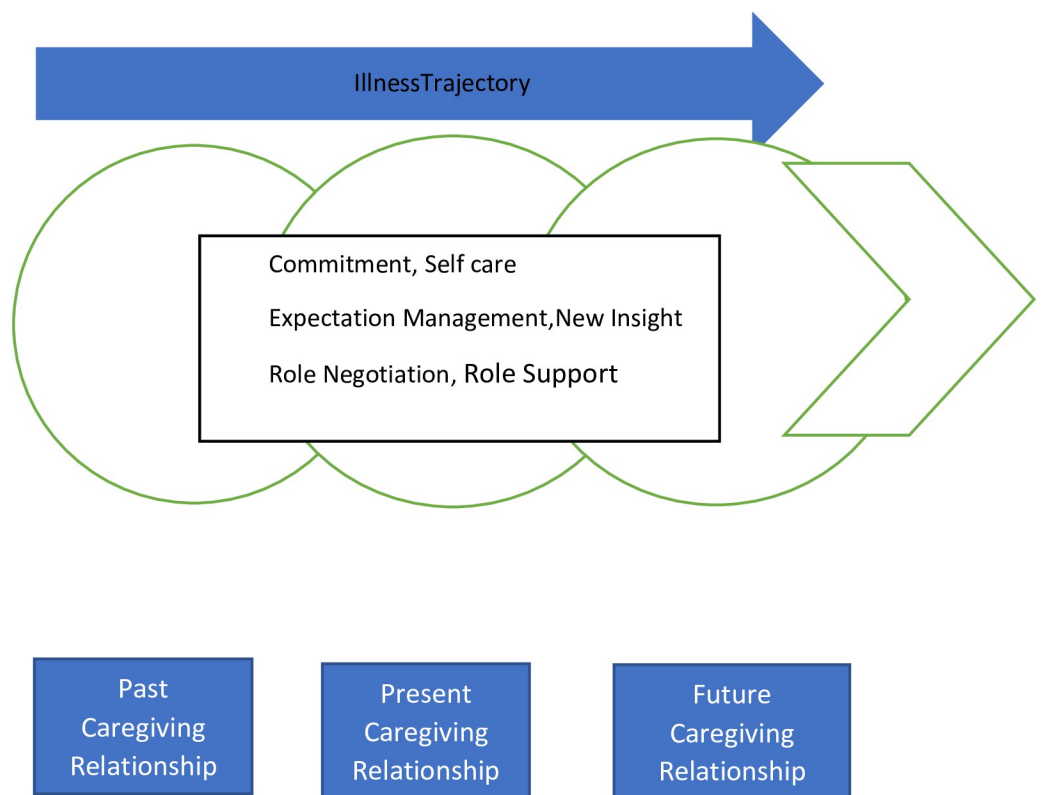 IllnessTrajectory
Commitment, Self care
Expectation Management,New Insight
Role Negotiation, Role Support
Past
Caregiving
Relationship
Present
Caregiving
Relationship
Future
Caregiving
Relationship